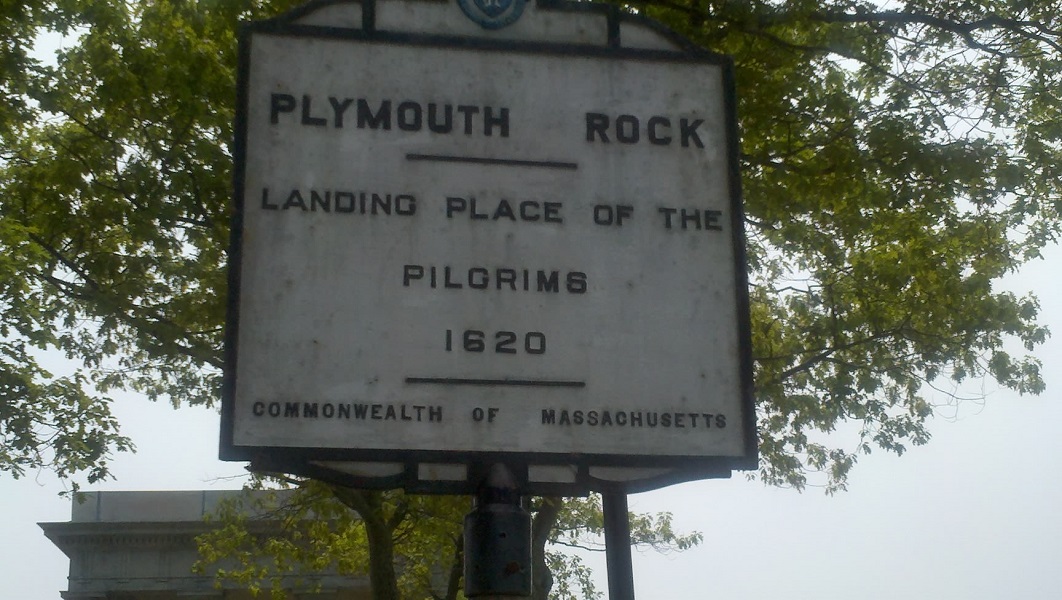 PLYMOUTH ROCK
LANDING PLACE OF THE
PILGRIMS
1620
COMMONWEALTH OF MASSACHUSETTS